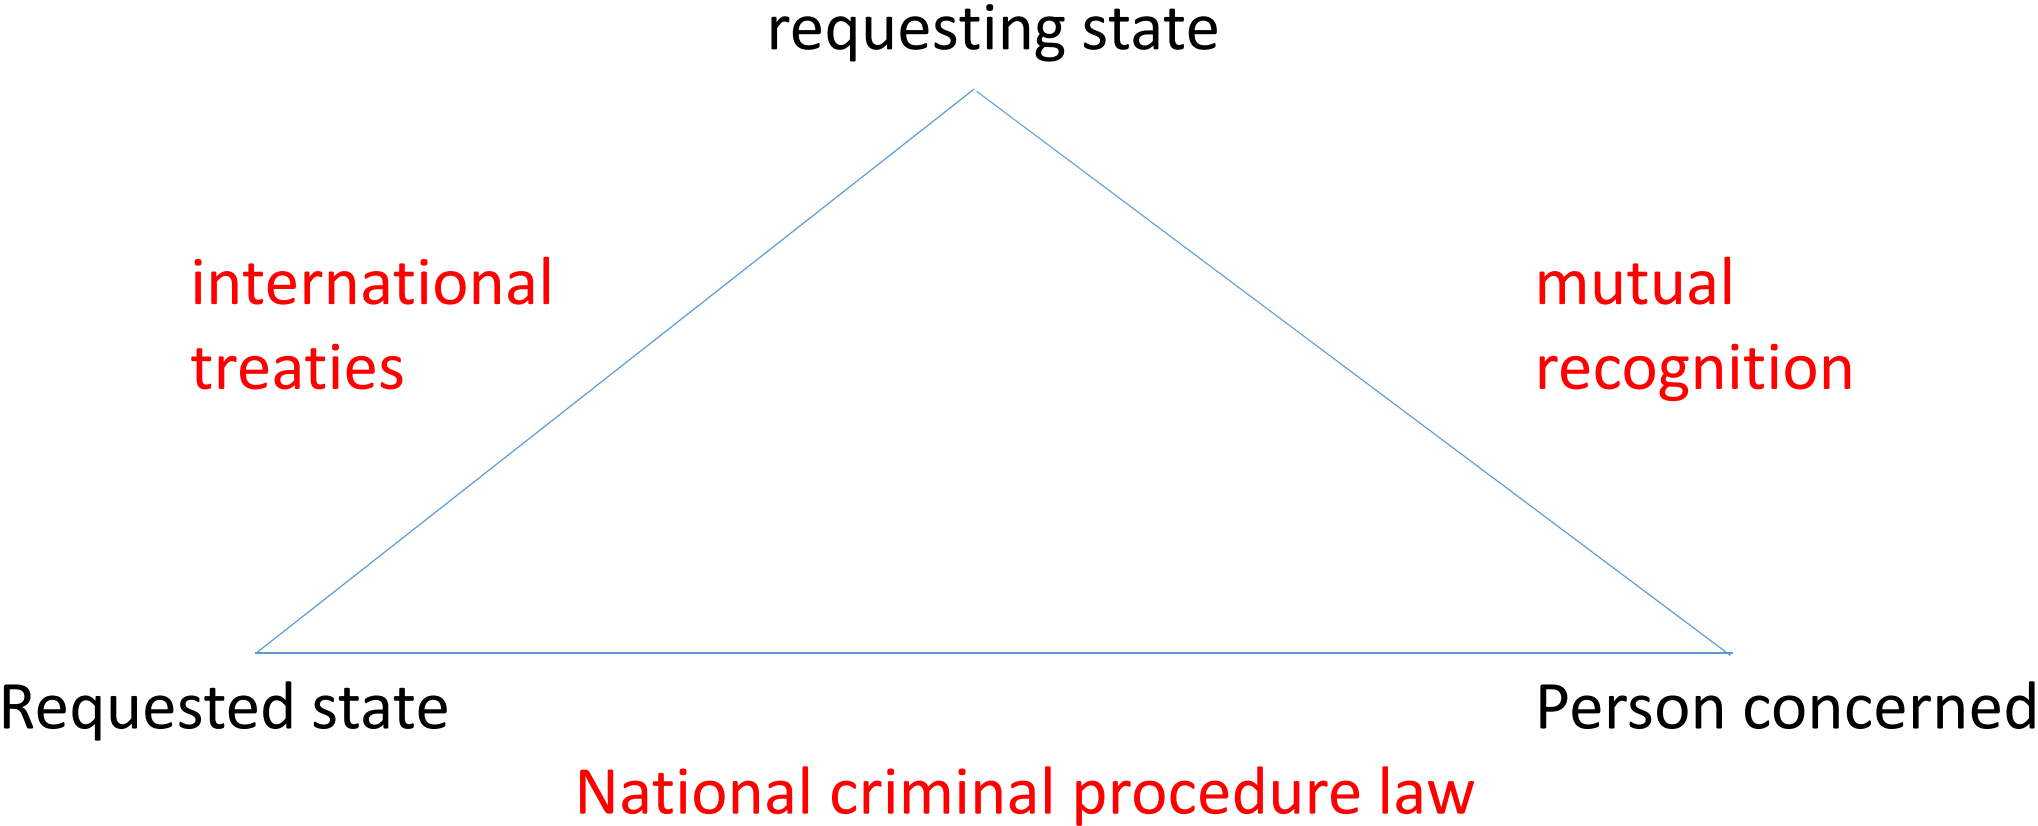 requesting state
international
treaties
mutual
recognition
Requested state
Person concerned
National criminal procedure law